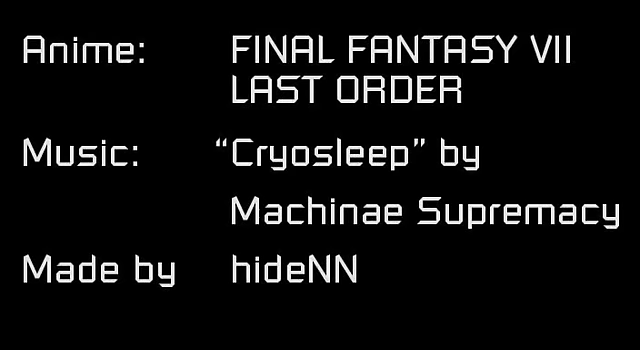 Anime: FINAL FANTASY VII
LAST ORDER
Music: “Cryosleep” by
Machinae Supremacy
Made by hideNN